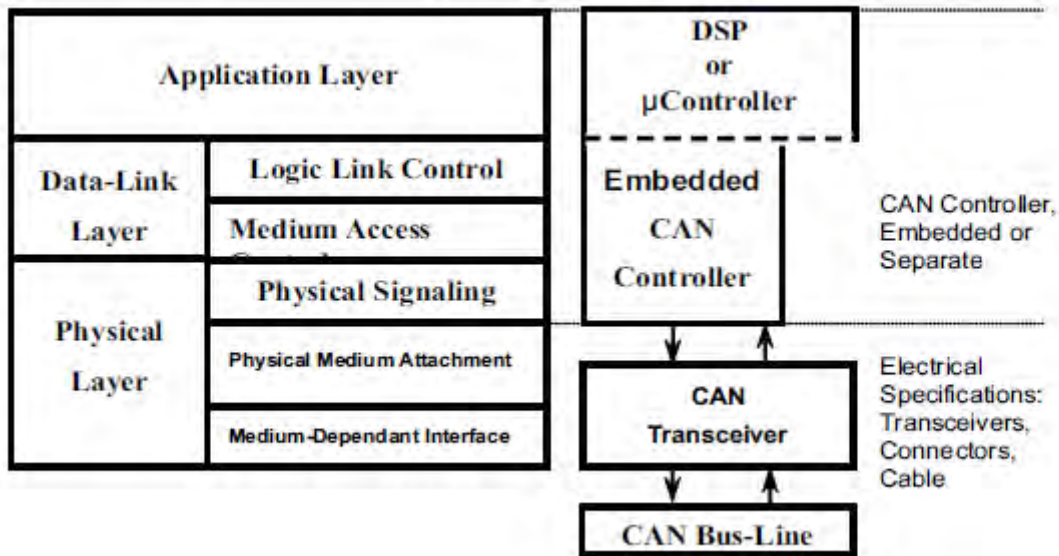 Application Layer
Data-Link
Layer
Logic Link Control
Medium Access
Physical
Layer
Physical Signaling
Physical Medium Attachment
Medium-Dependant Interface
DSP
or
µController
Embedded
CAN
Controller
CAN
Transceiver
CAN Bus-Line
CAN Controller,
Embedded or
Separate
Electrical
Specifications:
Transceivers,
Connectors,
Cable